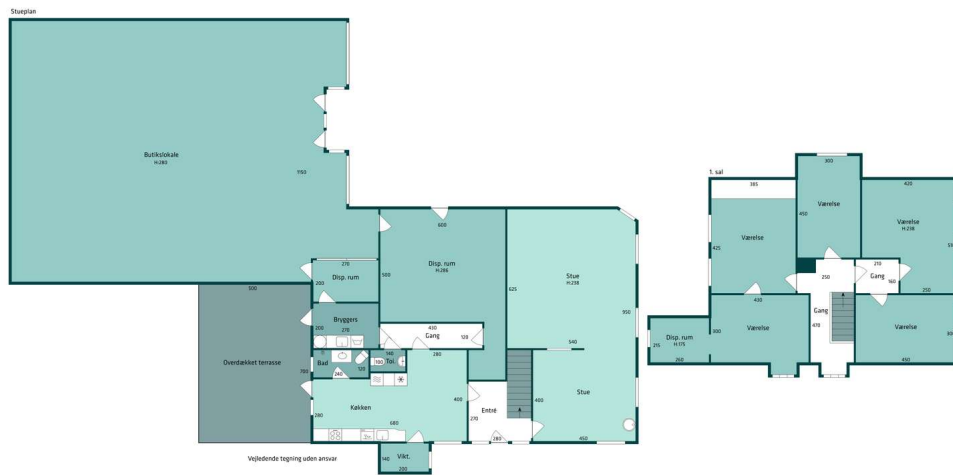 Stueplan
Butikslokale
H:280
1160
600
Disp. rum
H:286
500
270
Disp. rum
200
500
Overdækket terrasse
700
Bryggers
200
270
430
Gang
120
Bad
240
120
140
Toi
100
280
Køkken
280
680
400
Vikt.
140
200
Entré
270
280
Stue
H:238
625
950
540
Stue
400
450
Vejledende tegning uden ansvar
1. sal
385
Værelse
425
300
Værelse
450
420
Værelse
H:238
250
250
210
Gang
160
Gang
470
430
Værelse
300
Disp. rum
H:175
215
260
Værelse
450